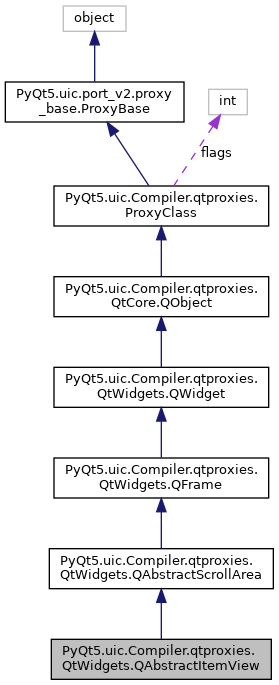 object
PyQt5.uic.port_v2.proxy
_base.ProxyBase
int
flags
PyQt5.uic.Compiler.qtproxies.
ProxyClass
PyQt5.uic.Compiler.qtproxies.
QtCore.QObject
PyQt5.uic.Compiler.qtproxies.
QtWidgets.QWidget
PyQt5.uic.Compiler.qtproxies.
QtWidgets.QFrame
PyQt5.uic.Compiler.qtproxies.
QtWidgets.QAbstractScrollArea
PyQt5.uic.Compiler.qtproxies.
QtWidgets.QAbstractItemView